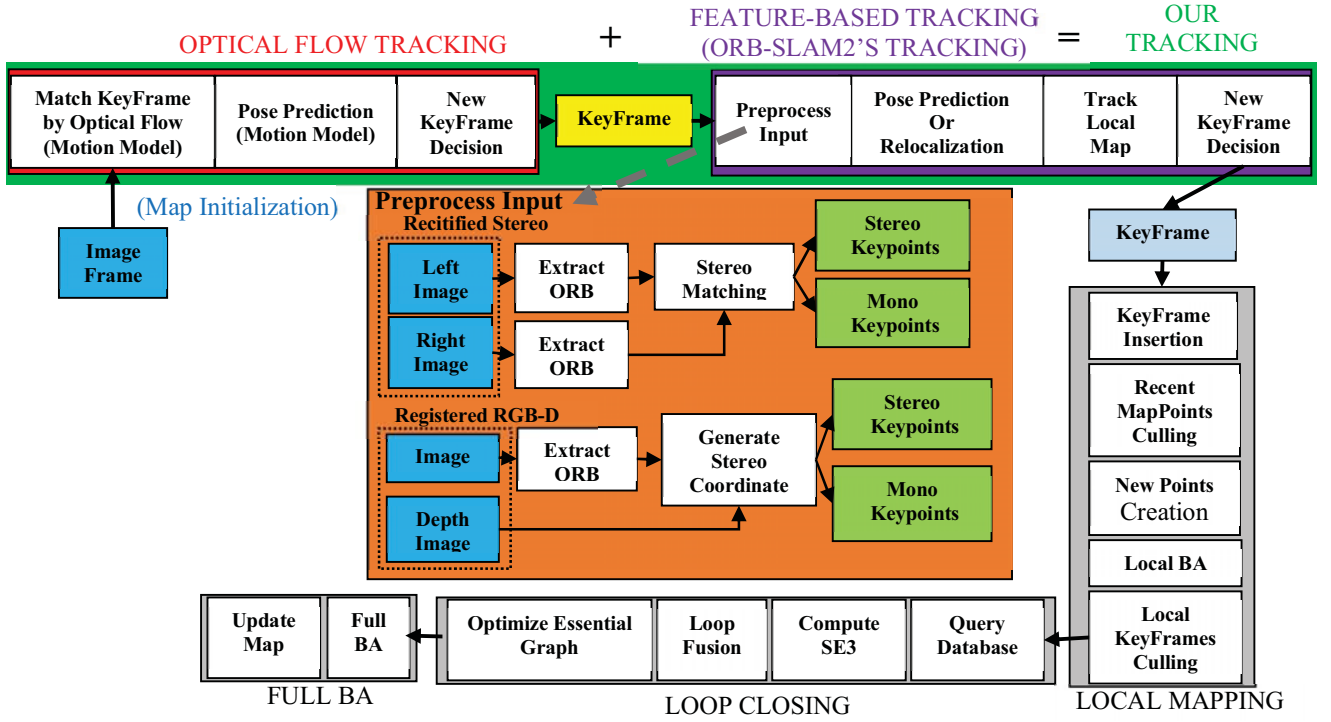 OPTICAL FLOW TRACKING
+
FEATURE-BASED TRACKING
(ORB-SLAM2'S TRACKING)
=
OUR
TRACKING
Match KeyFrame
by Optical Flow
(Motion Model)
Pose Prediction
(Motion Model)
New
KeyFrame
Decision
KeyFrame
Preprocess
Input
Pose Prediction
Or
Relocalization
Track
Local
Map
New
KeyFrame
Decision
(Map Initialization)
Image
Frame
Preprocess Input
Recitified Stereo
Left
Image
Extract
ORB
Stereo
Matching
Stereo
Keypoints
Mono
Keypoints
Right
Image
Extract
ORB
Registered RGB-D
Image
Extract
ORB
Generate
Stereo
Coordinate
Stereo
Keypoints
Mono
Keypoints
Depth
Image
KeyFrame
KeyFrame
Insertion
Recent
MapPoints
Culling
New Points
Creation
Local BA
Local
KeyFrames
Culling
LOCAL MAPPING
Update
Map
Full
BA
FULL BA
Optimize Essential
Graph
Loop
Fusion
Compute
SE3
Query
Database
LOOP CLOSING